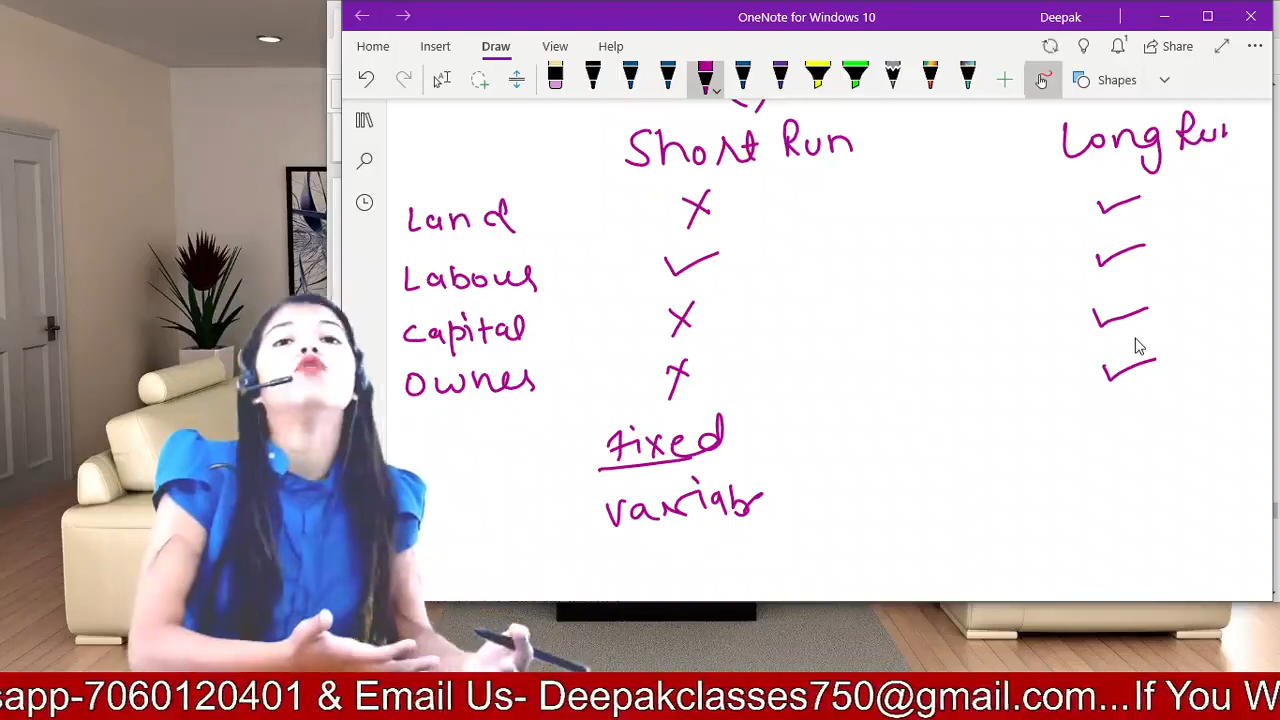 OneNote for Windows 10
Deepak
Home Insert Draw View Help
Share
Shapes
Short Run
Long Run
Land
Labour
Capital
Owner
Fixed
variab
sapp-7060120401 & Email Us- Deepakclasses750@gmail.com...If You W